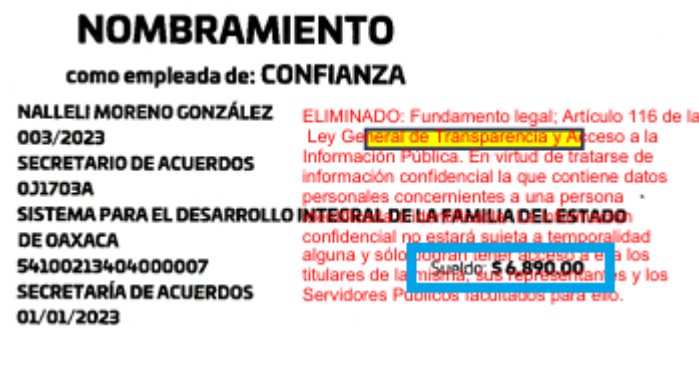 NOMBRAMIENTO
como empleada de: CONFIANZA
NALLELI MORENO GONZÁLEZ
003/2023
SECRETARIO DE ACUERDOS
0J1703A
SISTEMA PARA EL DESARROLLO INTEGRAL DE LA FAMILIA DEL ESTADO
DE OAXACA
54100213404000007
SECRETARÍA DE ACUERDOS
01/01/2023
ELIMINADO: Fundamento legal; Artículo 116 de la
Ley General de Transparencia y Acceso a la
Información Pública. En virtud de tratarse de
información confidencial la que contiene datos
personales concernientes a una persona
confidencial no estará sujeta a temporalidad
alguna y sólo podrán tener acceso a ella los
titulares de la misma, sus representantes y los
Servidores Públicos facultados para ello.
Sueldo: $ 6,890.00